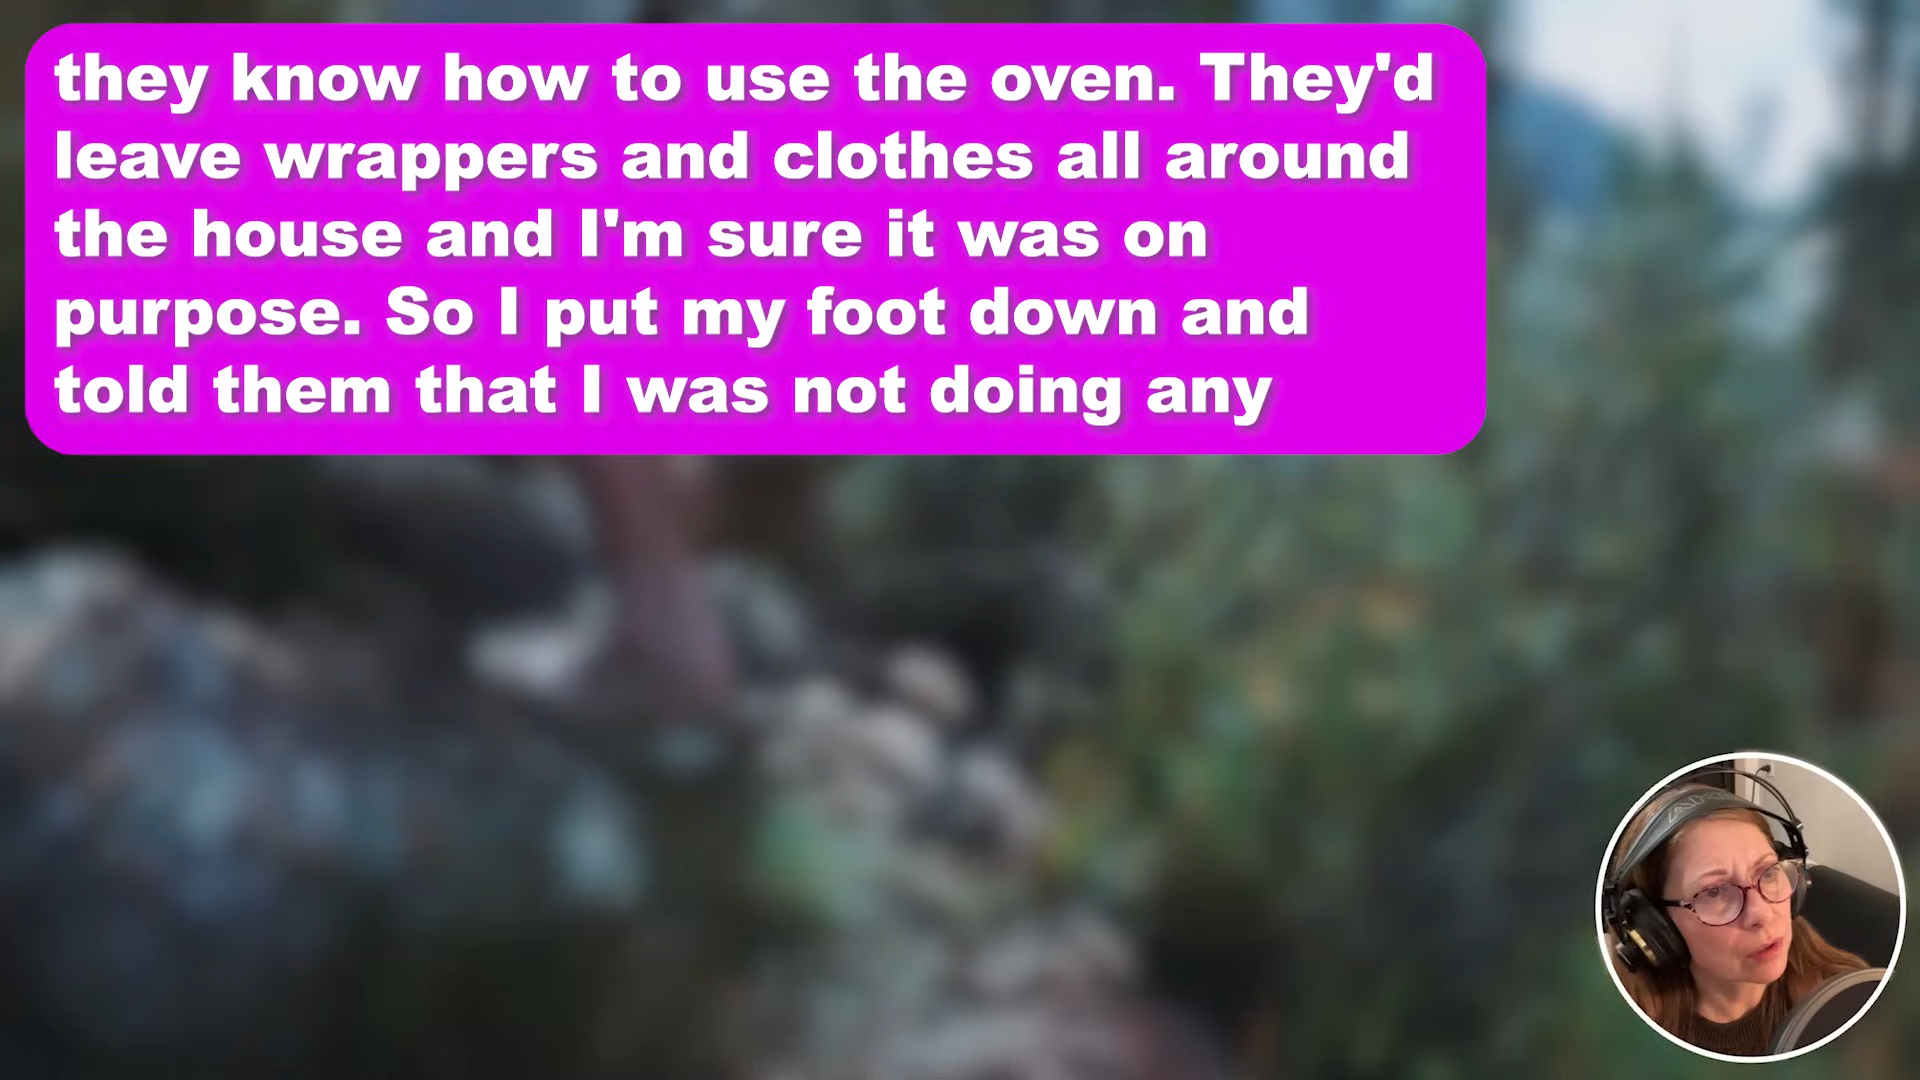 they know how to use the oven. They'd
leave wrappers and clothes all around
the house and I'm sure it was on
purpose. So I put my foot down and
told them that I was not doing any